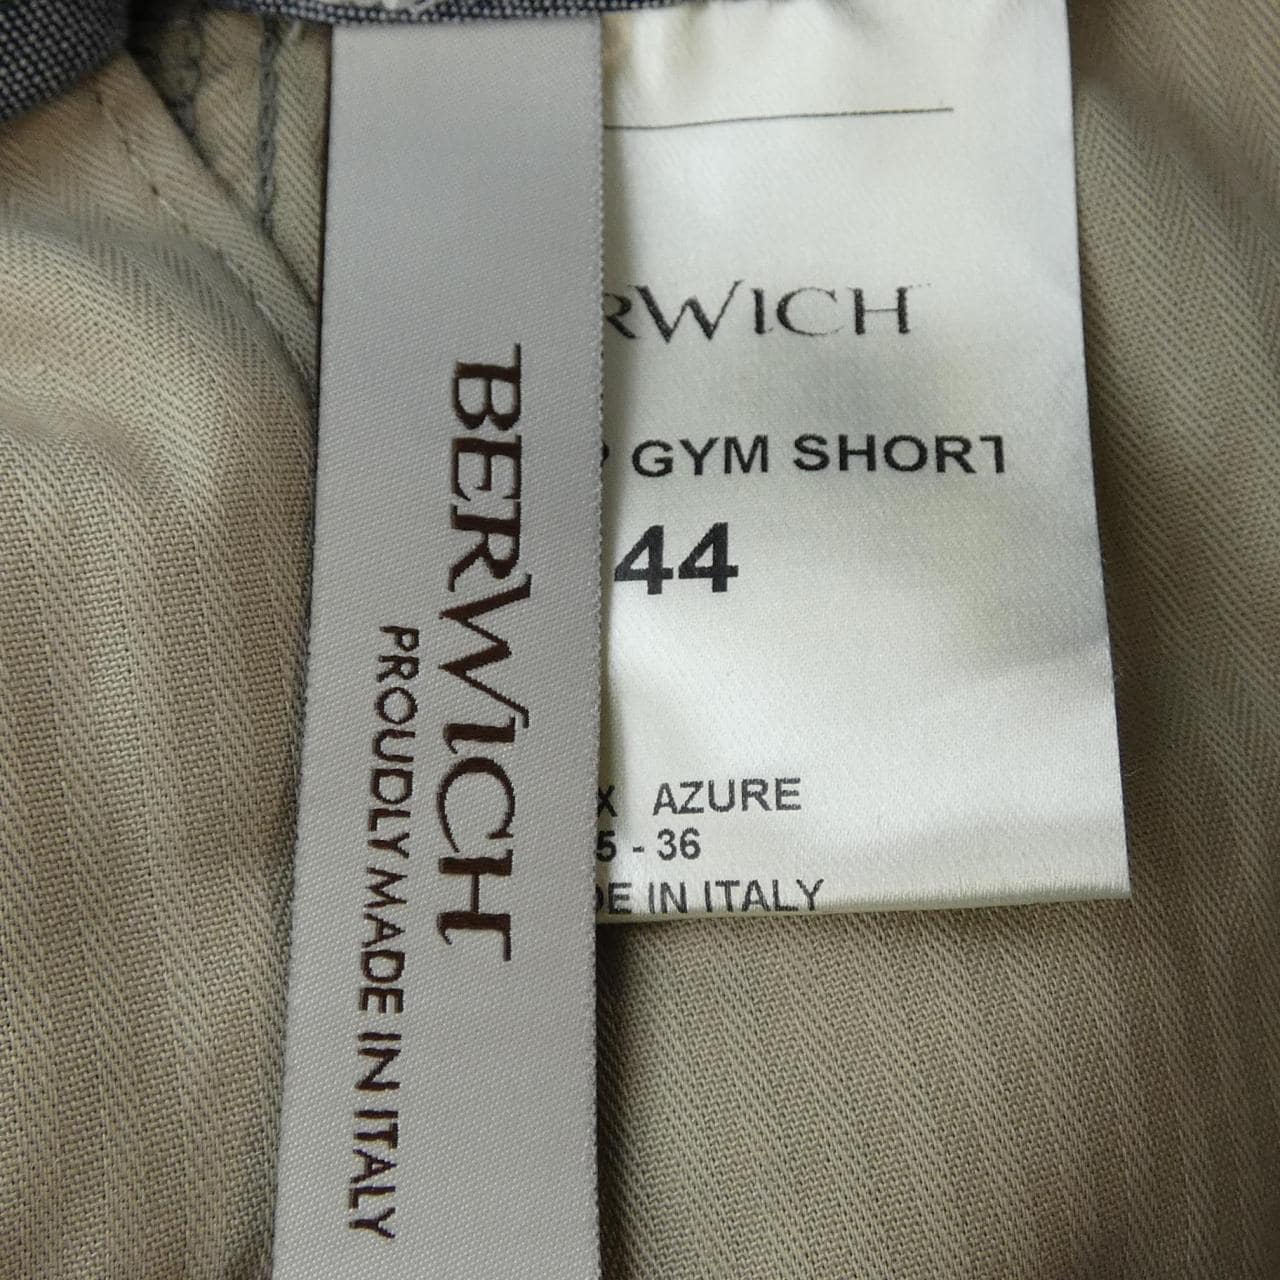 BERWICH
PROUDLY MADE IN ITALY
RWICH
GYM SHORT
44
X AZURE
5 - 36
DE IN ITALY